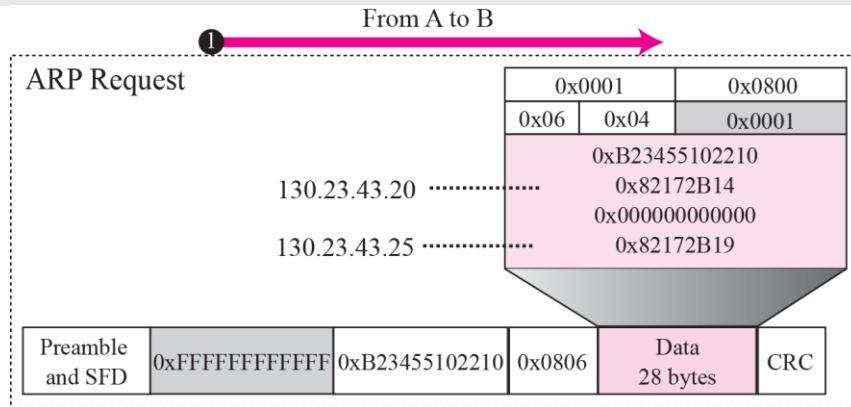 From A to B
1
ARP Request
0x0001 0x0800
0x06 0x04 0x0001
0xB23455102210
130.23.43.20 0x82172B14
0x000000000000
130.23.43.25 0x82172B19
Preamble and SFD 0xFFFFFFFFFFFF 0xB23455102210 0x0806 Data 28 bytes CRC